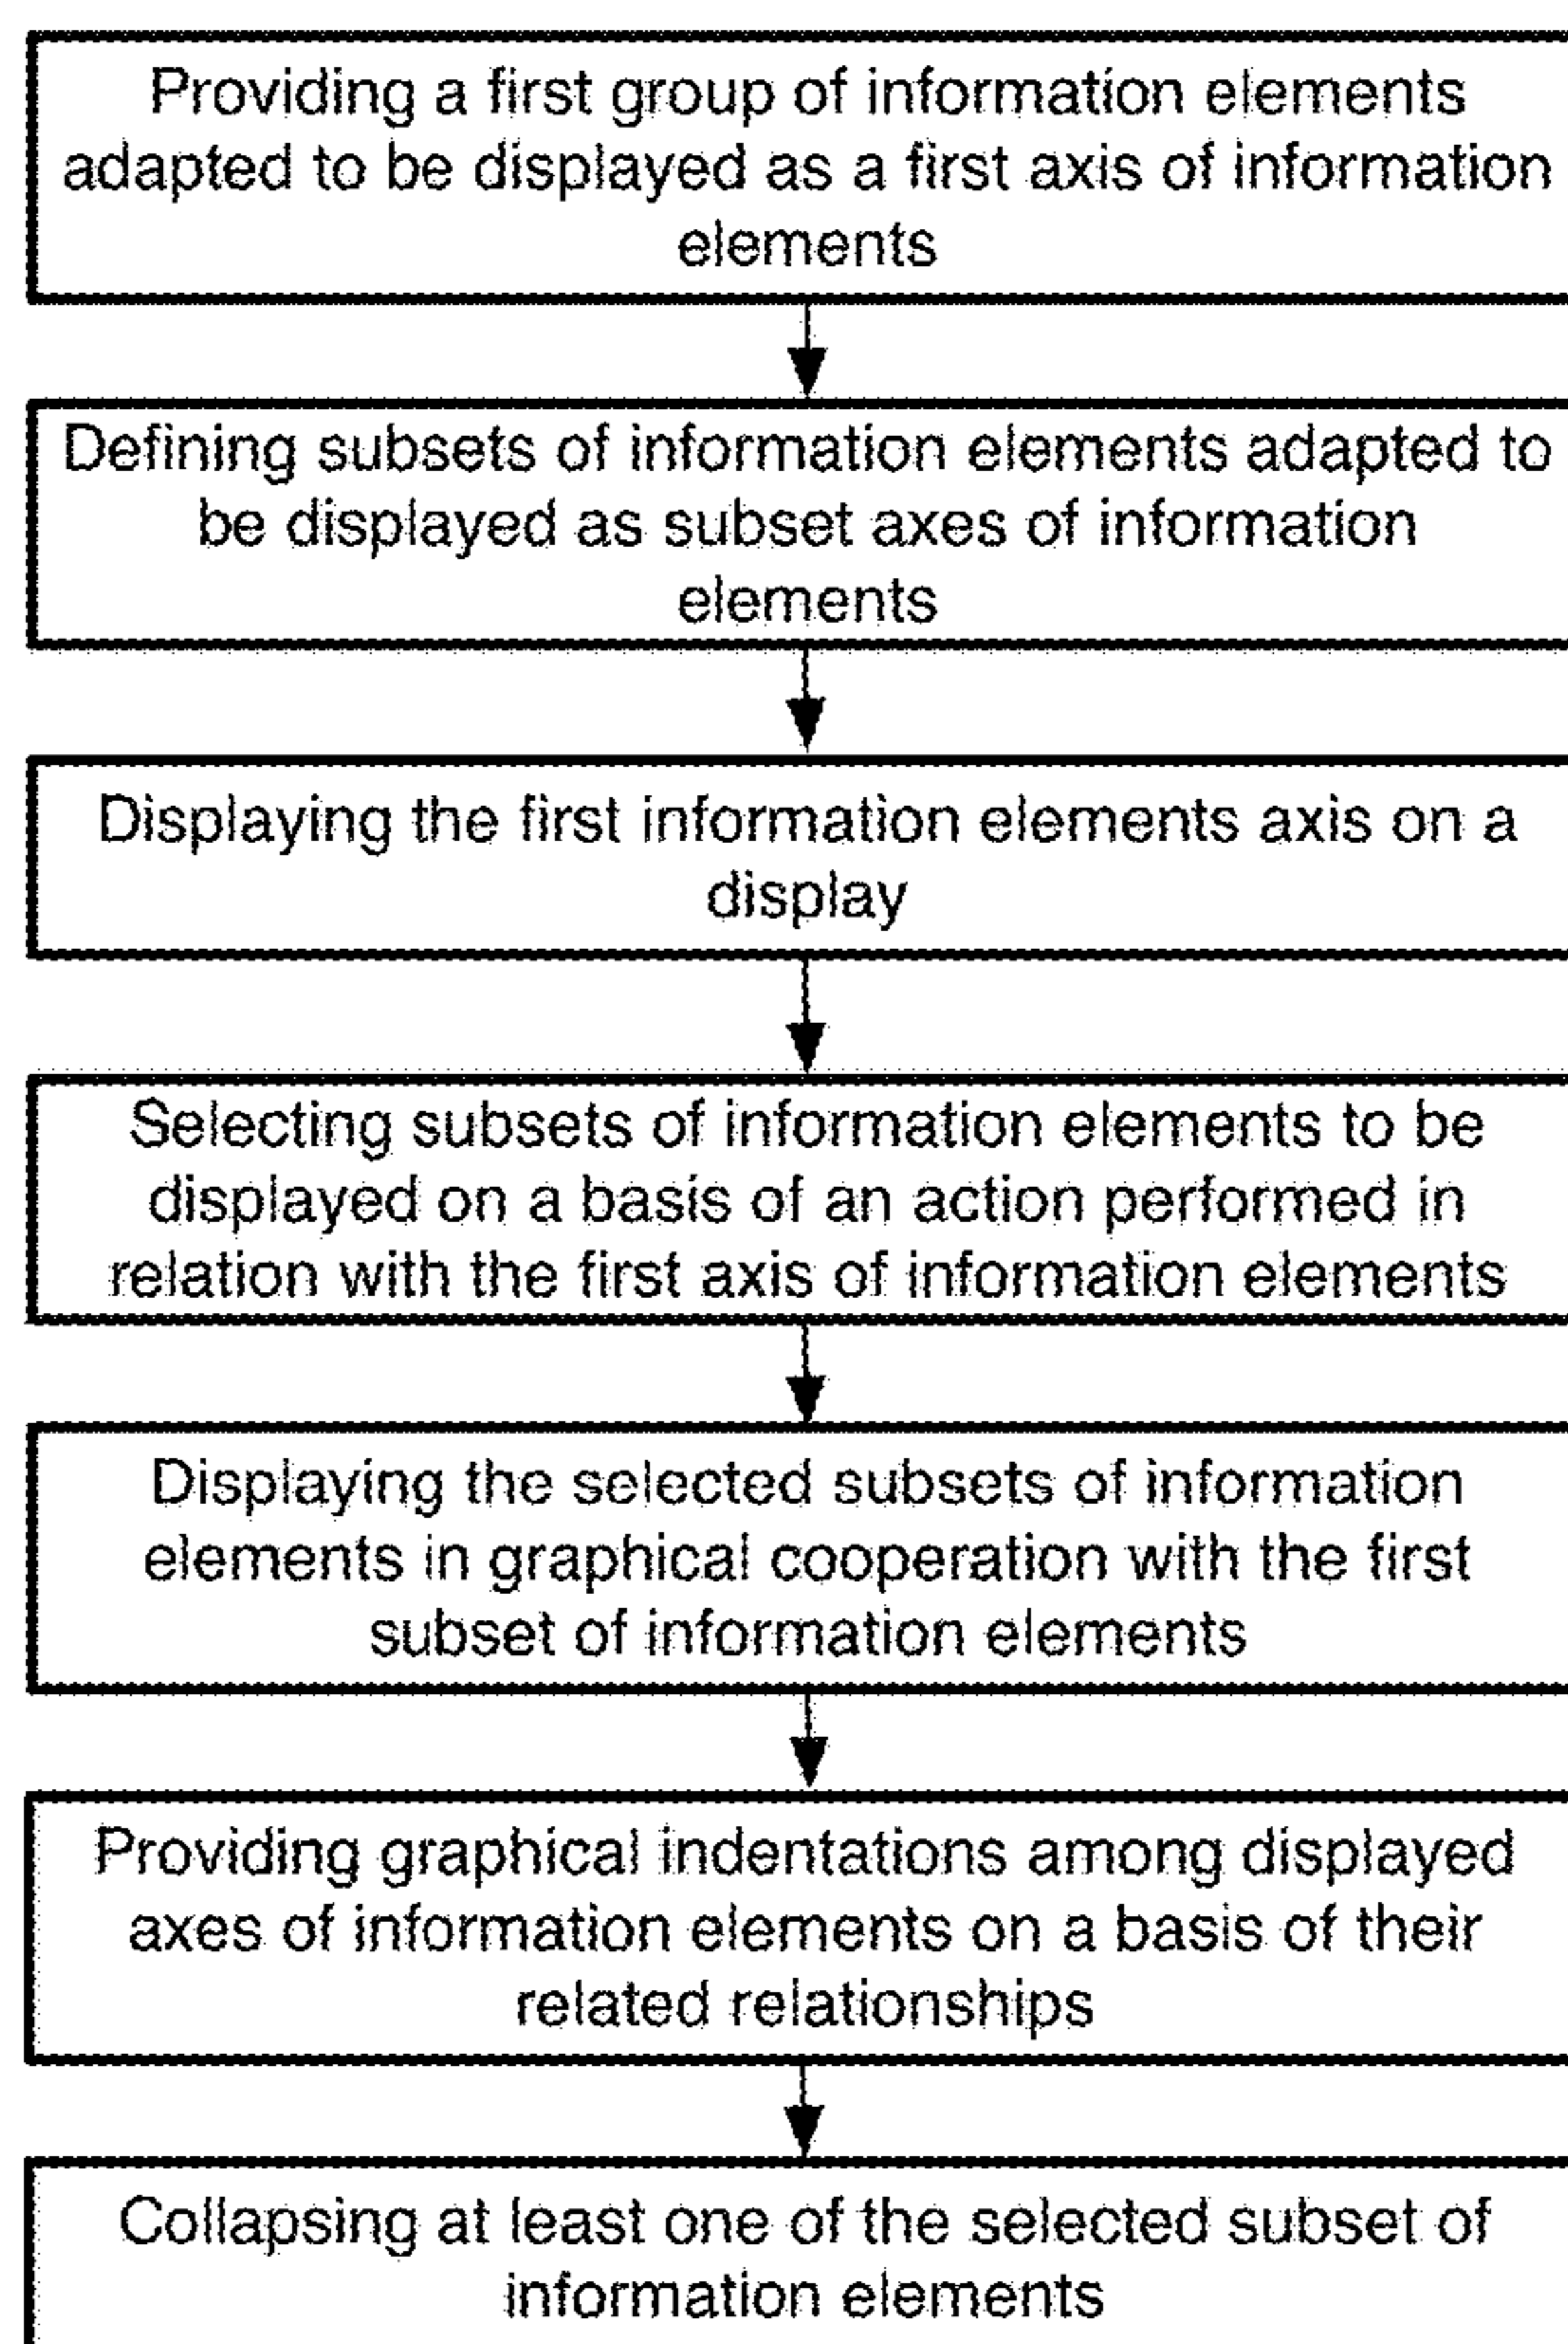 Providing a first group of information elements
adapted to be displayed as a first axis of information
elements
Defining subsets of information elements adapted to
be displayed as subset axes of information
elements
Displaying the first information elements axis on a
display
Selecting subsets of information elements to be
displayed on a basis of an action performed in
relation with the first axis of information elements
Displaying the selected subsets of information
elements in graphical cooperation with the first
subset of information elements
Providing graphical indentations among displayed
axes of information elements on a basis of their
related relationships
Collapsing at least one of the selected subset of
information elements